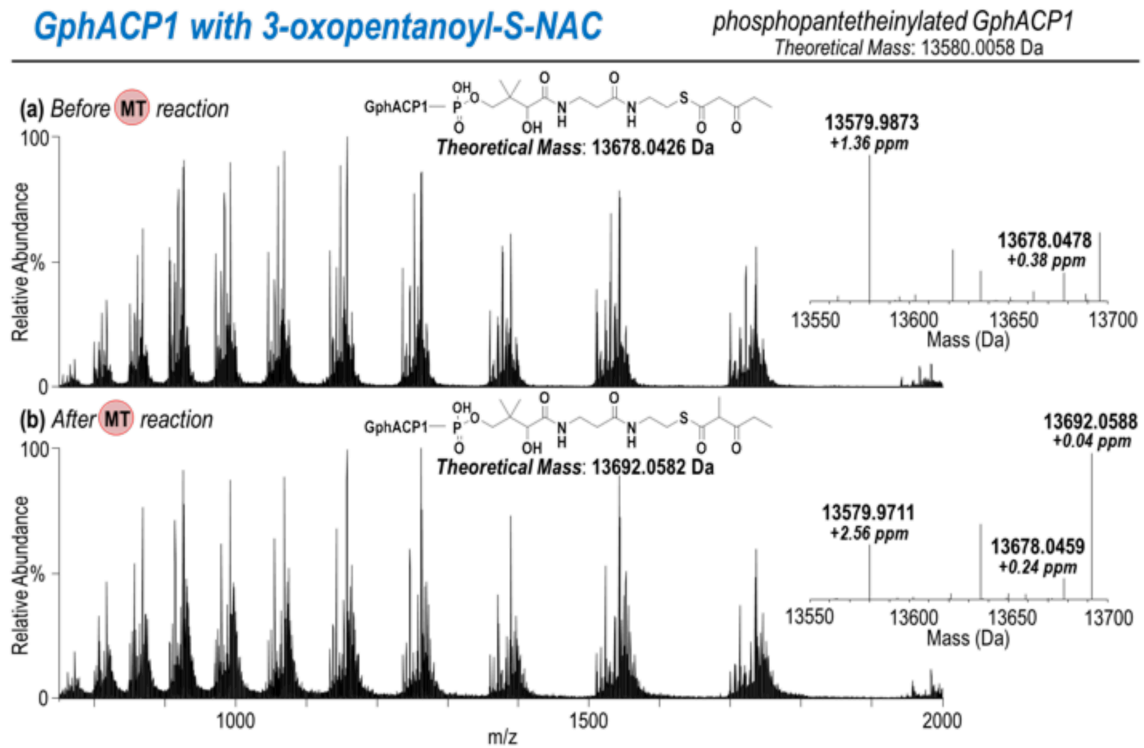 GphACP1 with 3-oxopentanoyl-S-NAC
phosphopantetheinylated GphACP1
Theoretical Mass: 13580.0058 Da
(a) Before MT reaction
GphACP1
OH
P
O
O
O
OH
N
H
O
N
H
S
O
O
Theoretical Mass: 13678.0426 Da
100
%
0
Relative Abundance
13579.9873
+1.36 ppm
13678.0478
+0.38 ppm
13550
13600
13650
13700
Mass (Da)
(b) After MT reaction
GphACP1
OH
P
O
O
O
OH
N
H
O
N
H
S
O
O
Theoretical Mass: 13692.0582 Da
100
%
0
Relative Abundance
13692.0588
+0.04 ppm
13579.9711
+2.56 ppm
13678.0459
+0.24 ppm
13550
13600
13650
13700
Mass (Da)
1000
1500
2000
m/z